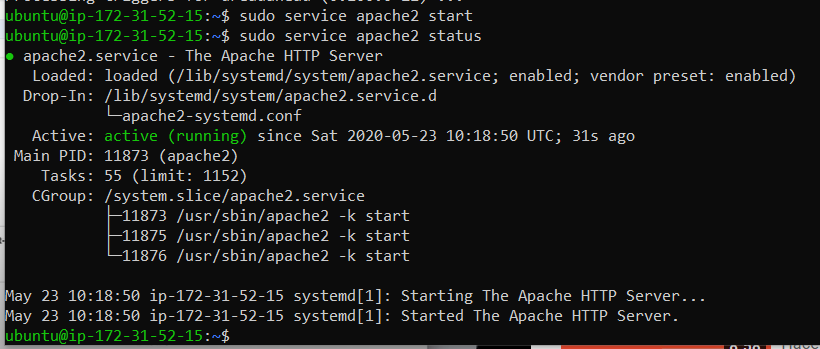 ubuntu@ip-172-31-52-15:~$ sudo service apache2 start
ubuntu@ip-172-31-52-15:~$ sudo service apache2 status
● apache2.service - The Apache HTTP Server
   Loaded: loaded (/lib/systemd/system/apache2.service; enabled; vendor preset: enabled)
  Drop-In: /lib/systemd/system/apache2.service.d
           └─apache2-systemd.conf
   Active: active (running) since Sat 2020-05-23 10:18:50 UTC; 31s ago
 Main PID: 11873 (apache2)
    Tasks: 55 (limit: 1152)
   CGroup: /system.slice/apache2.service
           ├─11873 /usr/sbin/apache2 -k start
           ├─11875 /usr/sbin/apache2 -k start
           └─11876 /usr/sbin/apache2 -k start

May 23 10:18:50 ip-172-31-52-15 systemd[1]: Starting The Apache HTTP Server...
May 23 10:18:50 ip-172-31-52-15 systemd[1]: Started The Apache HTTP Server.
ubuntu@ip-172-31-52-15:~$